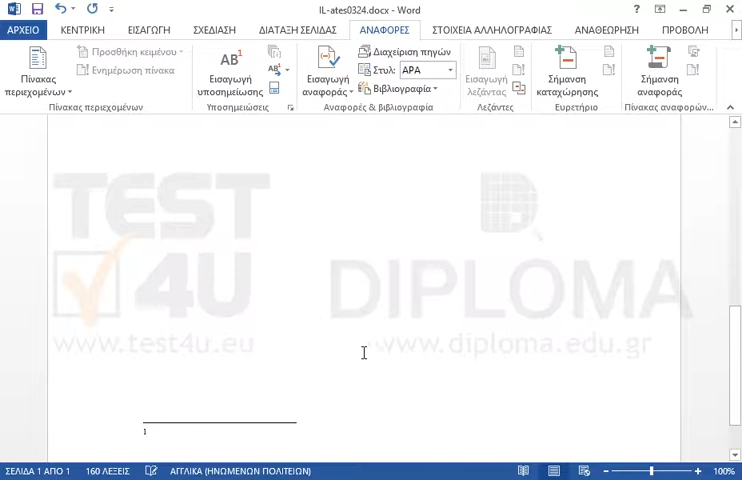 IL-ates0324.docx - Word
ΑΡΧΕΙΟ ΚΕΝΤΡΙΚΗ ΕΙΣΑΓΩΓΗ ΣΧΕΔΙΑΣΗ ΔΙΑΤΑΞΗ ΣΕΛΙΔΑΣ ΑΝΑΦΟΡΕΣ ΣΤΟΙΧΕΙΑ ΑΛΛΗΛΟΓΡΑΦΙΑΣ ΑΝΑΘΕΩΡΗΣΗ ΠΡΟΒΟΛΗ
Πίνακας περιεχομένων
Προσθήκη κειμένου
Ενημέρωση πίνακα
Πίνακας περιεχομένων
AB1
Εισαγωγή υποσημείωσης
Υποσημειώσεις
Εισαγωγή αναφοράς
Διαχείριση πηγών
Στυλ: APA
Βιβλιογραφία
Αναφορές & βιβλιογραφία
Εισαγωγή λεζάντας
Λεζάντες
Σήμανση καταχώρησης
Ευρετήριο
Σήμανση αναφοράς
Πίνακας αναφορών...
TEST
4U
www.test4u.eu
DIPLOMA
www.diploma.edu.gr
1
ΣΕΛΙΔΑ 1 ΑΠΟ 1 160 ΛΕΞΕΙΣ ΑΓΓΛΙΚΑ (ΗΝΩΜΕΝΩΝ ΠΟΛΙΤΕΙΩΝ) 100%